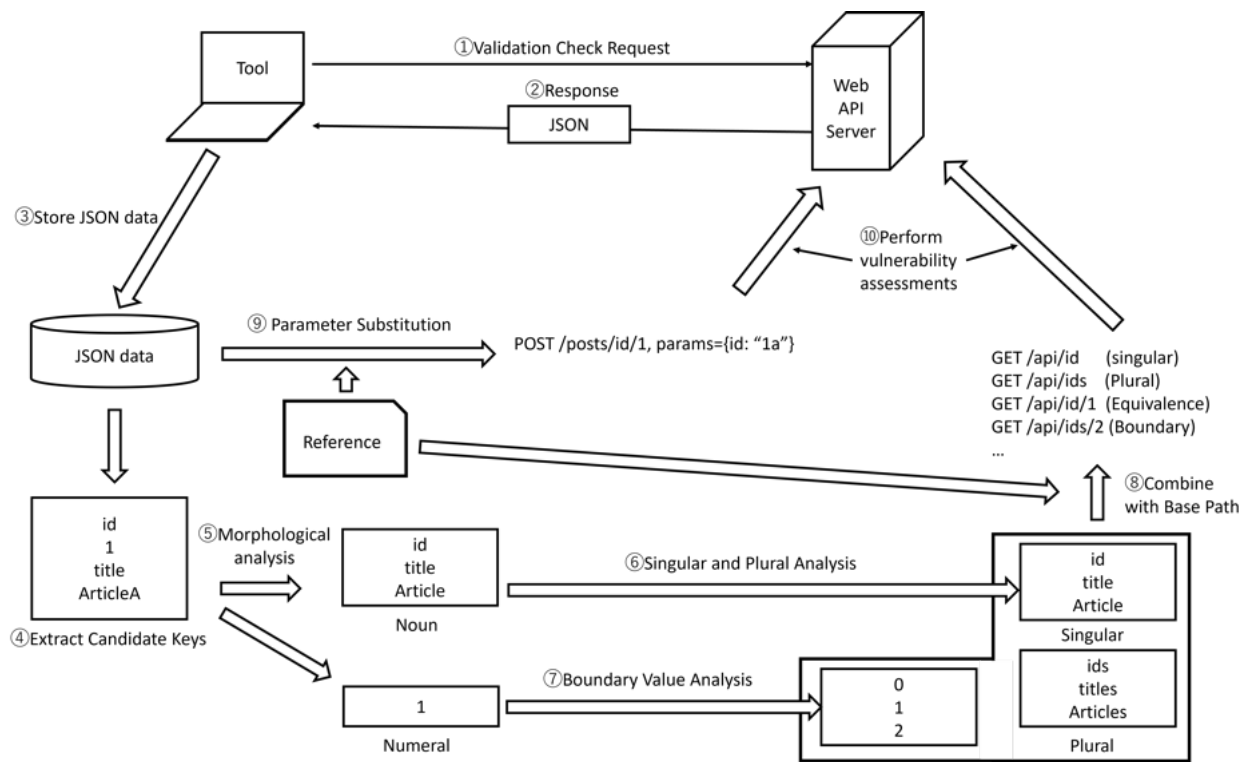 ①Validation Check Request
Tool
②Response
JSON
Web
API
Server
③Store JSON data
⑩Perform
vulnerability
assessments
JSON data
⑨ Parameter Substitution
POST /posts/id/1, params={id: “1a”}
Reference
GET /api/id (singular)
GET /api/ids (Plural)
GET /api/id/1 (Equivalence)
GET /api/ids/2 (Boundary)
...
⑧Combine
with Base Path
id
1
title
ArticleA
④Extract Candidate Keys
⑤Morphological
analysis
id
title
Article
Noun
⑥Singular and Plural Analysis
id
title
Article
Singular
1
Numeral
⑦Boundary Value Analysis
0
1
2
ids
titles
Articles
Plural